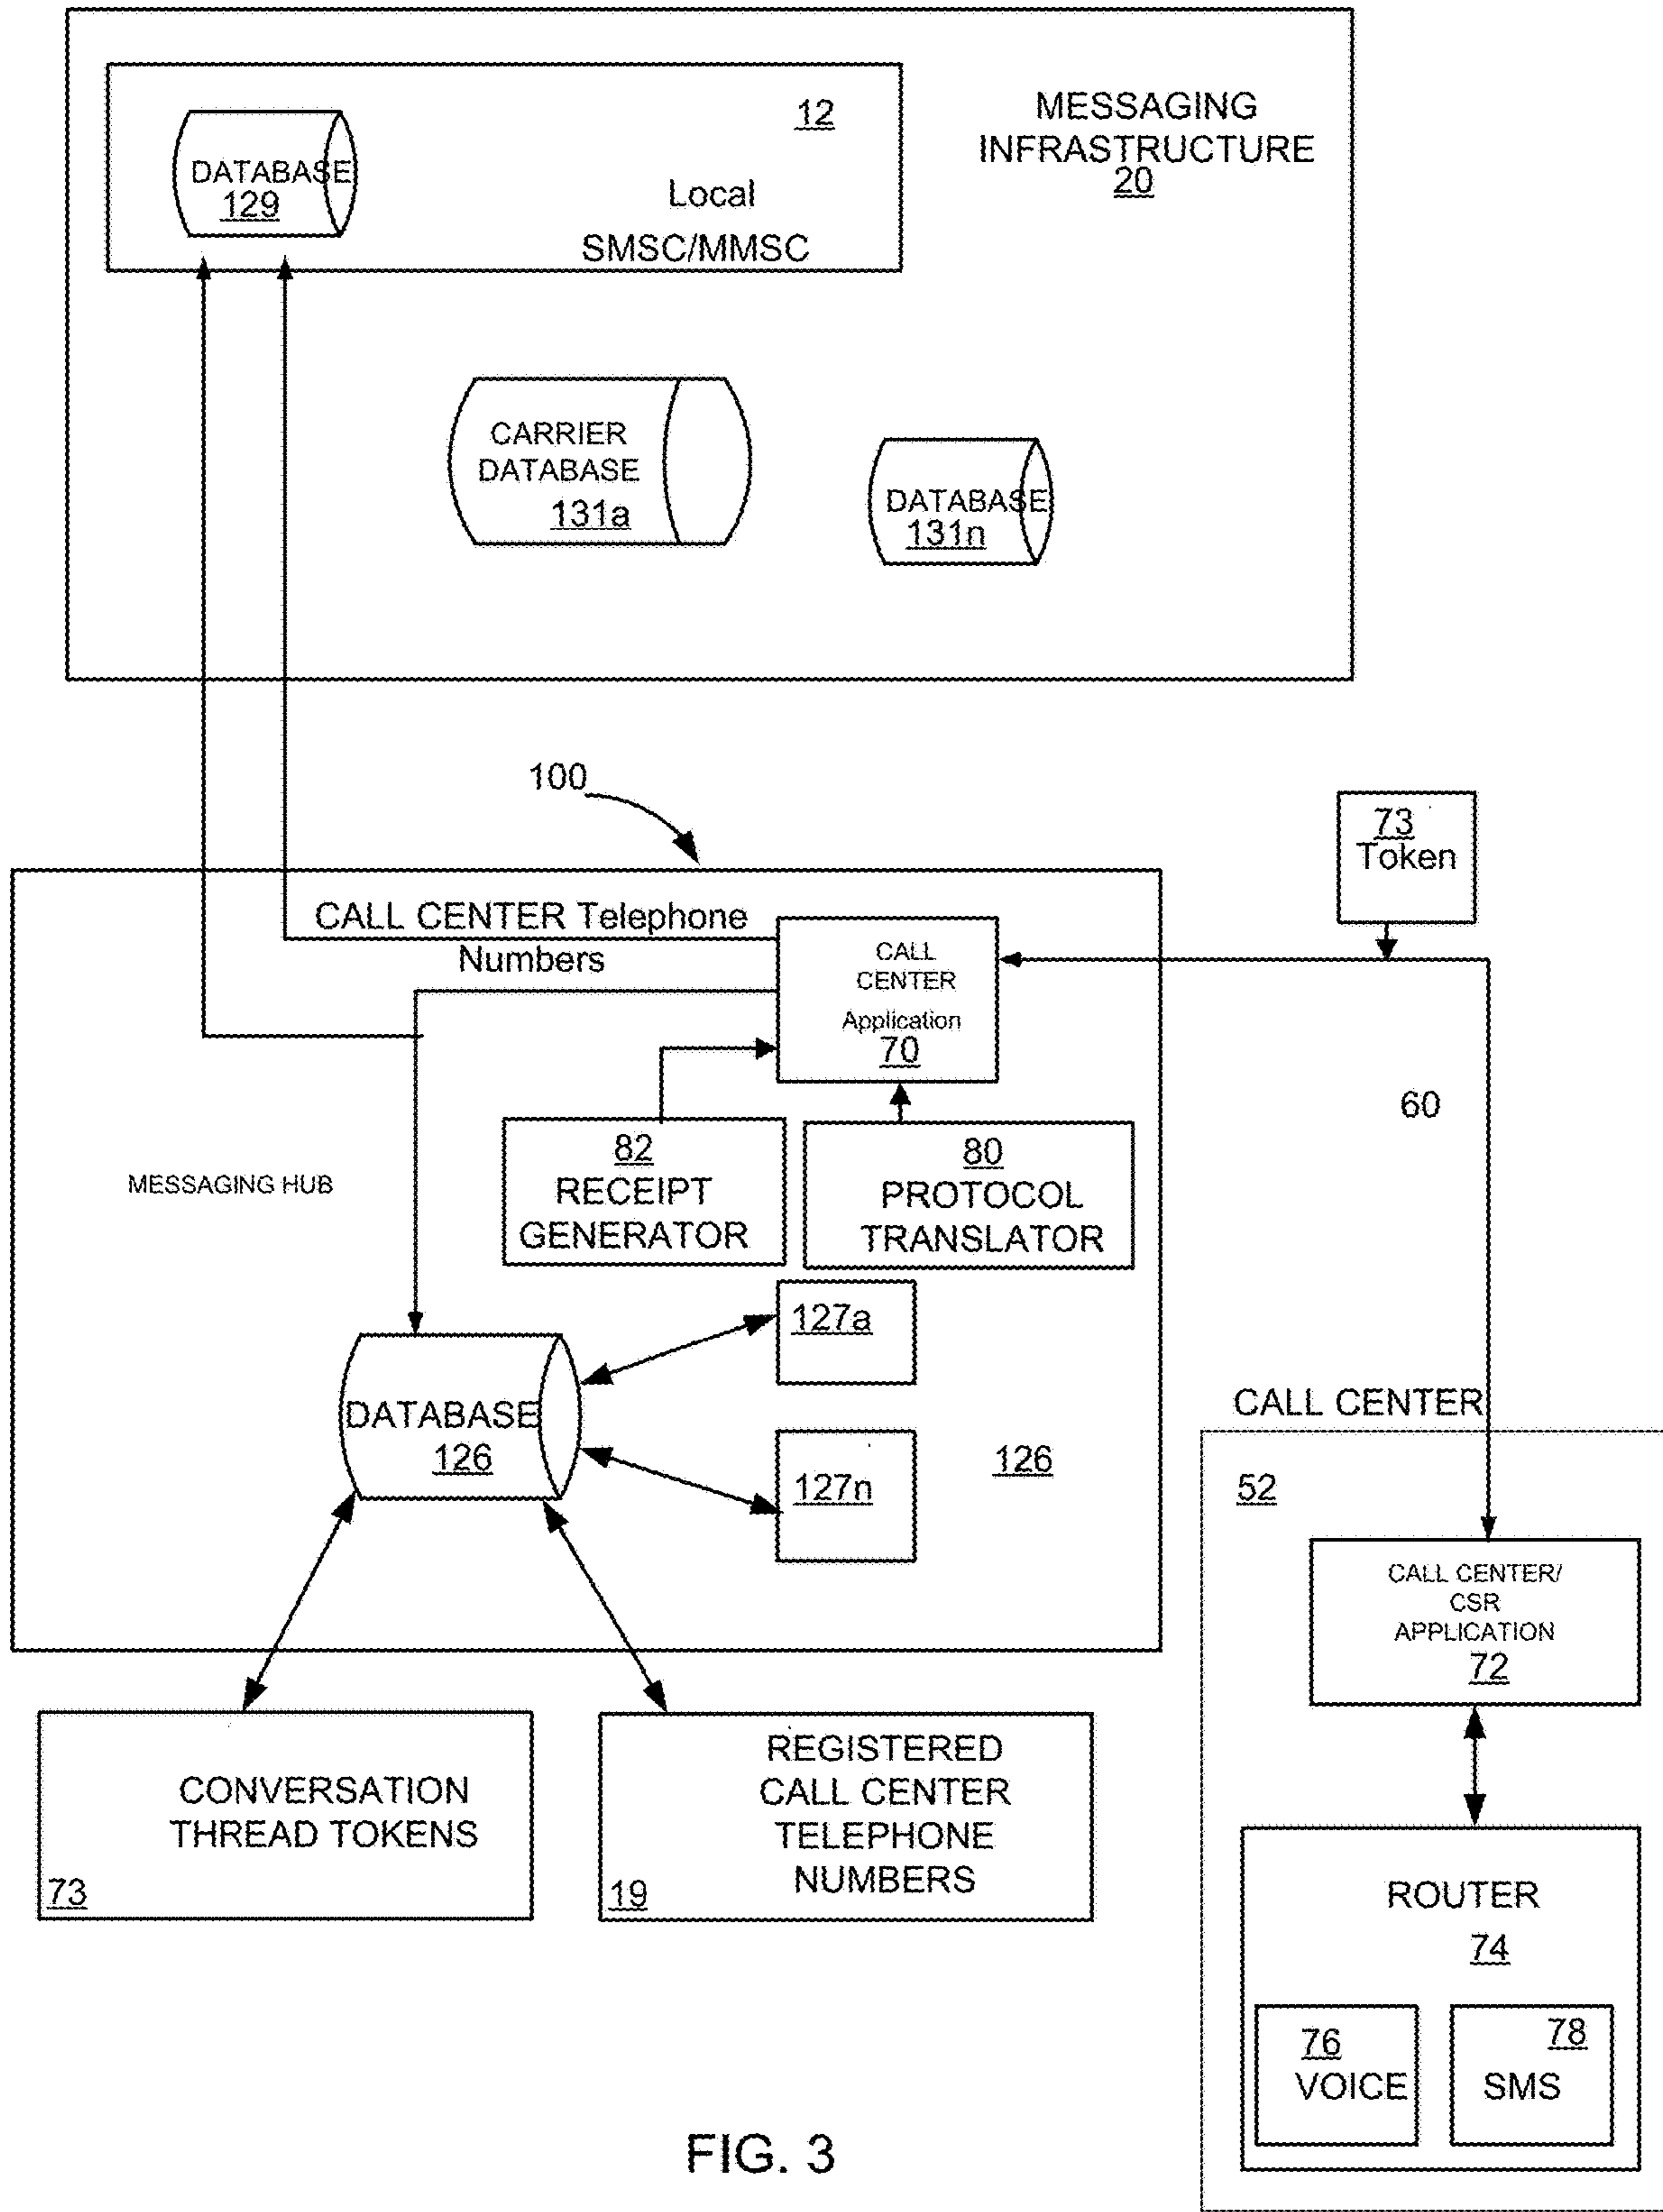 MESSAGING
INFRASTRUCTURE
20
12
DATABASE
129
Local
SMSC/MMSC
CARRIER
DATABASE
131a
DATABASE
131n
100
73
Token
CALL CENTER Telephone
Numbers
CALL
CENTER
Application
70
60
82
RECEIPT
GENERATOR
80
PROTOCOL
TRANSLATOR
MESSAGING HUB
127a
DATABASE
126
127n
126
CALL CENTER
52
CALL CENTER/
CSR
APPLICATION
72
CONVERSATION
THREAD TOKENS
73
REGISTERED
CALL CENTER
TELEPHONE
NUMBERS
19
ROUTER
74
76
VOICE
78
SMS
FIG. 3